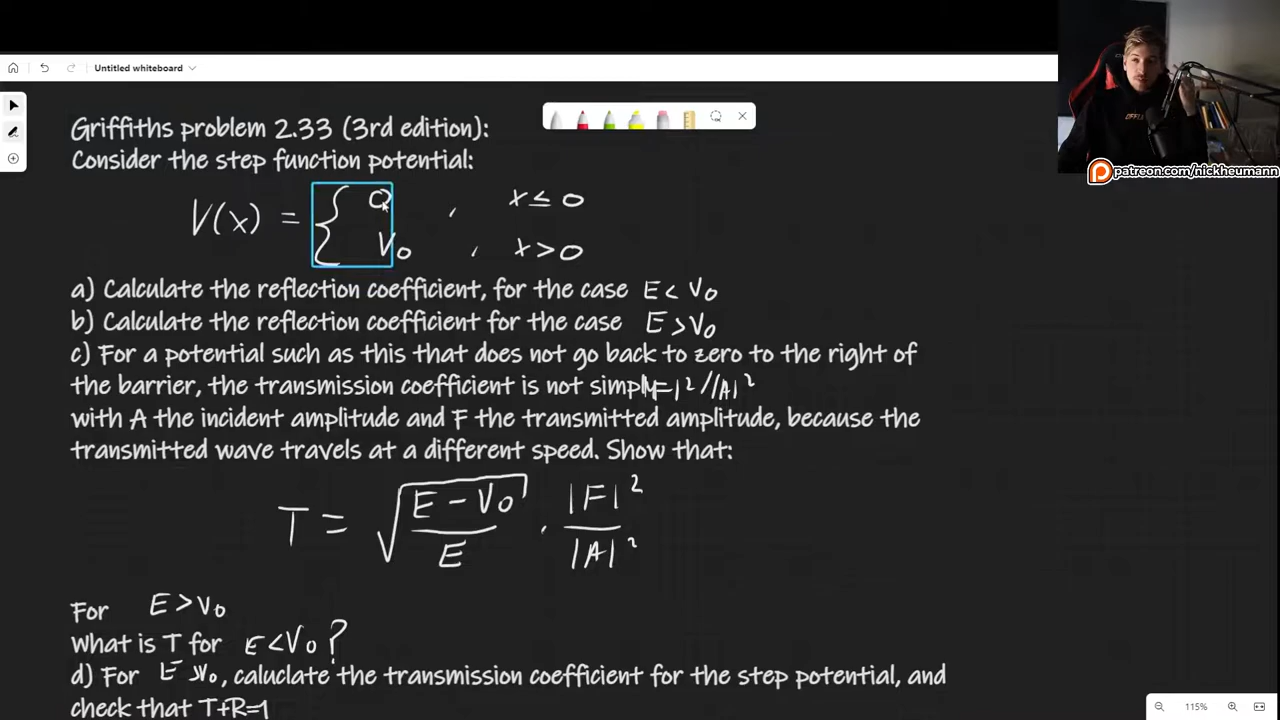 Untitled whiteboard
Griffiths problem 2.33 (3rd edition):
Consider the step function potential:
V(x) = { 0 , x ≤ 0
V₀ , x > 0
a) Calculate the reflection coefficient, for the case E < V₀
b) Calculate the reflection coefficient for the case E > V₀
c) For a potential such as this that does not go back to zero to the right of
the barrier, the transmission coefficient is not simply |F|² / |A|²
with A the incident amplitude and F the transmitted amplitude, because the
transmitted wave travels at a different speed. Show that:
T = √((E - V₀)/E) · |F|²/|A|²
For E > V₀
What is T for E < V₀ ?
d) For E > V₀, caluclate the transmission coefficient for the step potential, and
check that T+R=1
patreon.com/nickheumann
115%